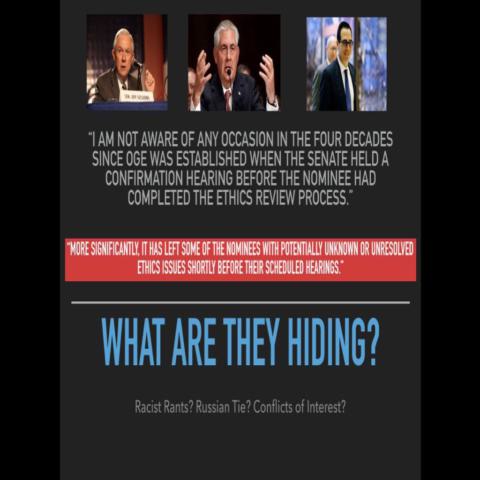 SEN. JEFF SESSIONS
“I AM NOT AWARE OF ANY OCCASION IN THE FOUR DECADES
SINCE OGE WAS ESTABLISHED WHEN THE SENATE HELD A
CONFIRMATION HEARING BEFORE THE NOMINEE HAD
COMPLETED THE ETHICS REVIEW PROCESS.”
“MORE SIGNIFICANTLY, IT HAS LEFT SOME OF THE NOMINEES WITH POTENTIALLY UNKNOWN OR UNRESOLVED
ETHICS ISSUES SHORTLY BEFORE THEIR SCHEDULED HEARINGS.”
WHAT ARE THEY HIDING?
Racist Rants? Russian Tie? Conflicts of Interest?